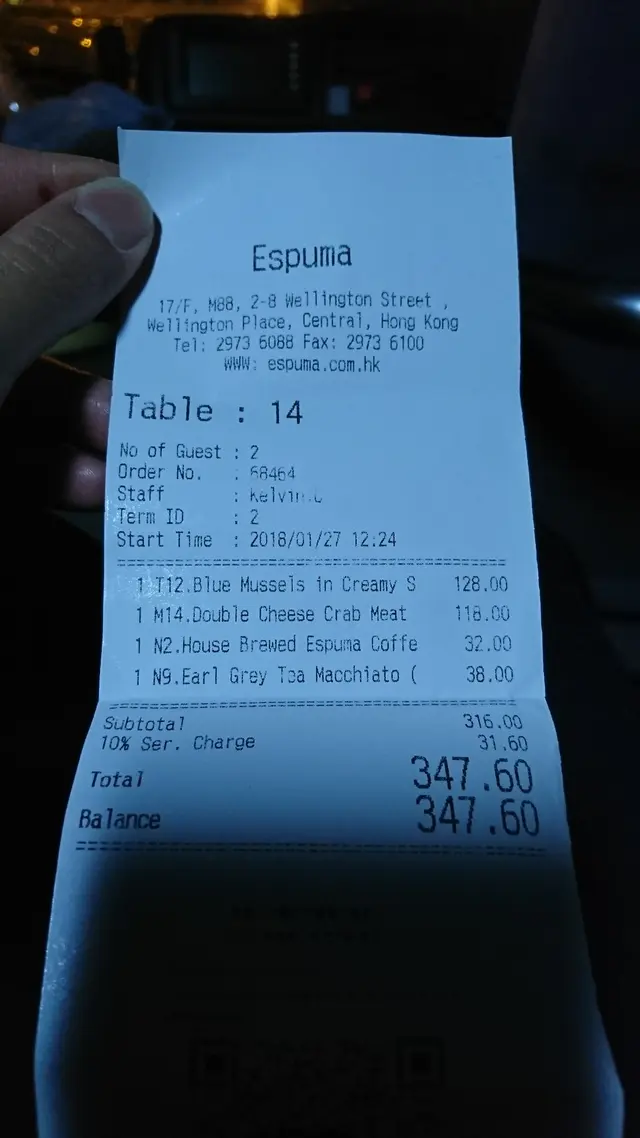 Espuma
17/F, M88, 2-8 Wellington Street ,
Wellington Place, Central, Hong Kong
Tel: 2973 6088 Fax: 2973 6100
WWW: espuma.com.hk
Table : 14
No of Guest : 2
Order No. : 68464
Staff :
Term ID : 2
Start Time : 2018/01/27 12:24
1 T12.Blue Mussels in Creamy S 128.00
1 M14.Double Cheese Crab Meat 118.00
1 N2.House Brewed Espuma Coffe 32.00
1 N9.Earl Grey Tea Macchiato ( 38.00
Subtotal 316.00
10% Ser. Charge 31.60
Total 347.60
Balance 347.60